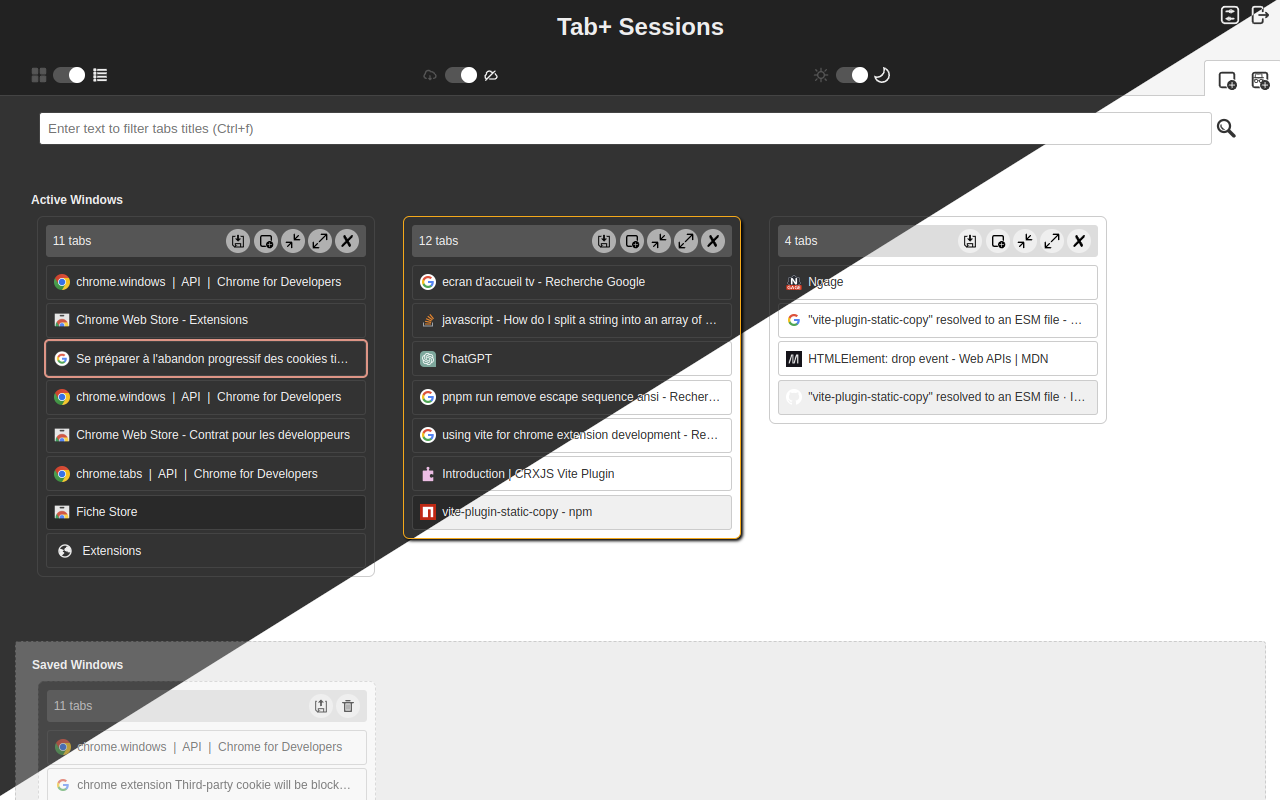 Tab+ Sessions
Enter text to filter tabs titles (Ctrl+f)
Active Windows
11 tabs
chrome.windows | API | Chrome for Developers
Chrome Web Store - Extensions
Se préparer à l'abandon progressif des cookies ti…
chrome.windows | API | Chrome for Developers
Chrome Web Store - Contrat pour les développeurs
chrome.tabs | API | Chrome for Developers
Fiche Store
Extensions
12 tabs
ecran d'accueil tv - Recherche Google
javascript - How do I split a string into an array of …
ChatGPT
pnpm run remove escape sequence ansi - Recher…
using vite for chrome extension development - Re…
Introduction | CRXJS Vite Plugin
vite-plugin-static-copy - npm
4 tabs
Ngage
"vite-plugin-static-copy" resolved to an ESM file - …
HTMLElement: drop event - Web APIs | MDN
"vite-plugin-static-copy" resolved to an ESM file · I…
Saved Windows
11 tabs
chrome.windows | API | Chrome for Developers
chrome extension Third-party cookie will be block…